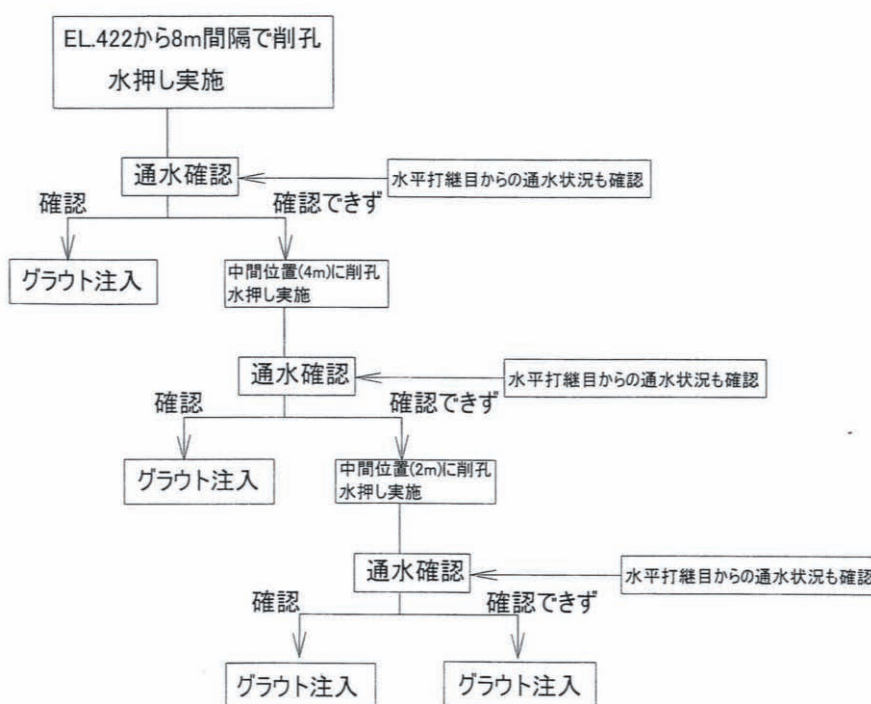 EL.422から8m間隔で削孔
水押し実施
通水確認
水平打継目からの通水状況も確認
確認
確認できず
グラウト注入
中間位置(4m)に削孔
水押し実施
通水確認
水平打継目からの通水状況も確認
確認
確認できず
グラウト注入
中間位置(2m)に削孔
水押し実施
通水確認
水平打継目からの通水状況も確認
確認
確認できず
グラウト注入
グラウト注入